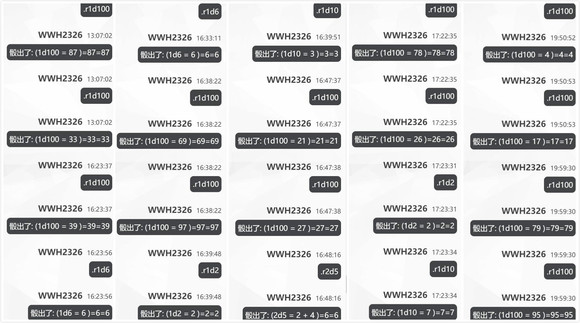 .r1d100
WWH2326 13:07:02
骰出了: (1d100 = 87 )=87=87
WWH2326 13:07:02
.r1d100
WWH2326 13:07:02
骰出了: (1d100 = 33 )=33=33
WWH2326 16:23:37
.r1d100
WWH2326 16:23:37
骰出了: (1d100 = 39 )=39=39
WWH2326 16:23:56
.r1d6
WWH2326 16:23:56
骰出了: (1d6 = 6 )=6=6
.r1d6
WWH2326 16:33:11
骰出了: (1d6 = 6 )=6=6
WWH2326 16:38:22
.r1d100
WWH2326 16:38:22
骰出了: (1d100 = 69 )=69=69
WWH2326 16:38:22
.r1d100
WWH2326 16:38:22
骰出了: (1d100 = 97 )=97=97
WWH2326 16:39:48
.r1d2
WWH2326 16:39:48
骰出了: (1d2 = 2 )=2=2
.r1d10
WWH2326 16:39:51
骰出了: (1d10 = 3 )=3=3
WWH2326 16:47:37
.r1d100
WWH2326 16:47:37
骰出了: (1d100 = 21 )=21=21
WWH2326 16:47:38
.r1d100
WWH2326 16:47:38
骰出了: (1d100 = 27 )=27=27
WWH2326 16:48:16
.r2d5
WWH2326 16:48:16
骰出了: (2d5 = 2 + 4 )=6=6
.r1d100
WWH2326 17:22:35
骰出了: (1d100 = 78 )=78=78
WWH2326 17:22:35
.r1d100
WWH2326 17:22:35
骰出了: (1d100 = 26 )=26=26
WWH2326 17:23:31
.r1d2
WWH2326 17:23:31
骰出了: (1d2 = 2 )=2=2
WWH2326 17:23:34
.r1d10
WWH2326 17:23:34
骰出了: (1d10 = 7 )=7=7
.r1d100
WWH2326 19:50:52
骰出了: (1d100 = 4 )=4=4
WWH2326 19:50:53
.r1d100
WWH2326 19:50:53
骰出了: (1d100 = 17 )=17=17
WWH2326 19:59:30
.r1d100
WWH2326 19:59:30
骰出了: (1d100 = 79 )=79=79
WWH2326 19:59:30
.r1d100
WWH2326 19:59:30
骰出了: (1d100 = 95 )=95=95